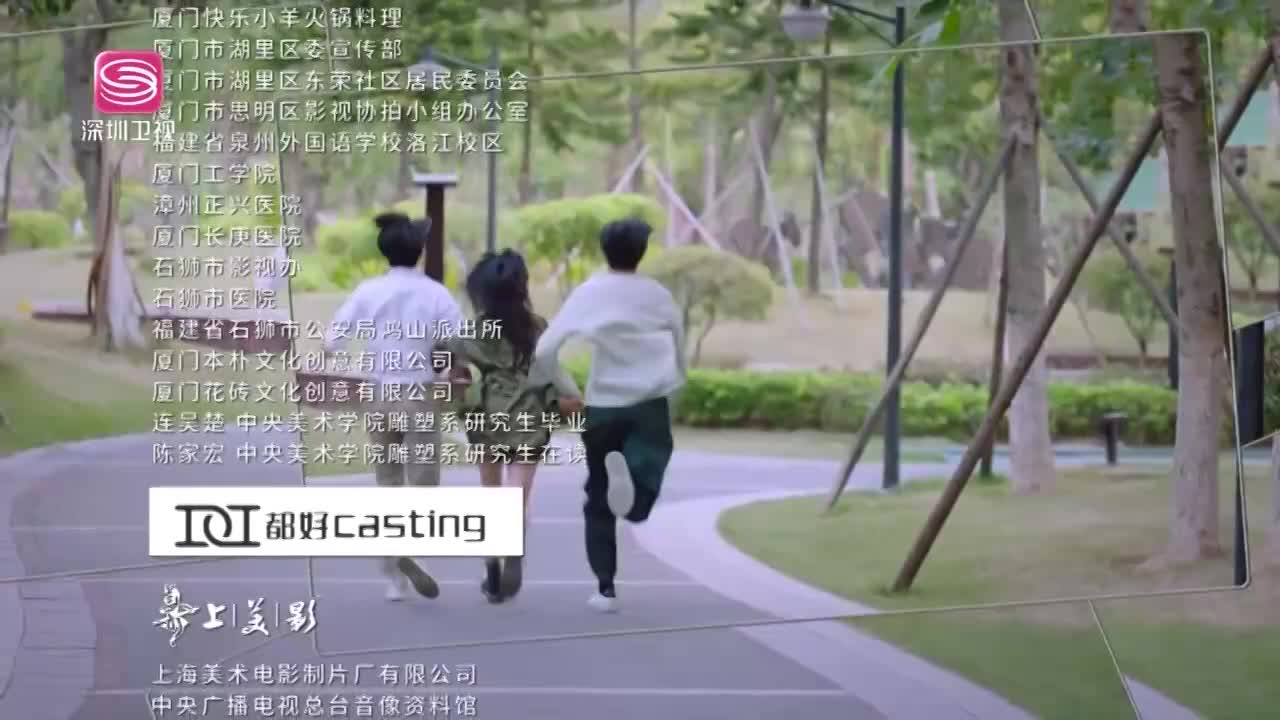 厦门快乐小羊火锅料理
厦门市湖里区委宣传部
厦门市湖里区东荣社区居民委员会
厦门市思明区影视协拍小组办公室
深圳卫视
福建省泉州外国语学校洛江校区
厦门工学院
漳州正兴医院
厦门长庚医院
石狮市影视办
石狮市医院
福建省石狮市公安局鸿山派出所
厦门本朴文化创意有限公司
厦门花砖文化创意有限公司
连吴楚 中央美术学院雕塑系研究生毕业
陈家宏 中央美术学院雕塑系研究生在读
都好casting
上|美|影
上海美术电影制片厂有限公司
中央广播电视总台音像资料馆